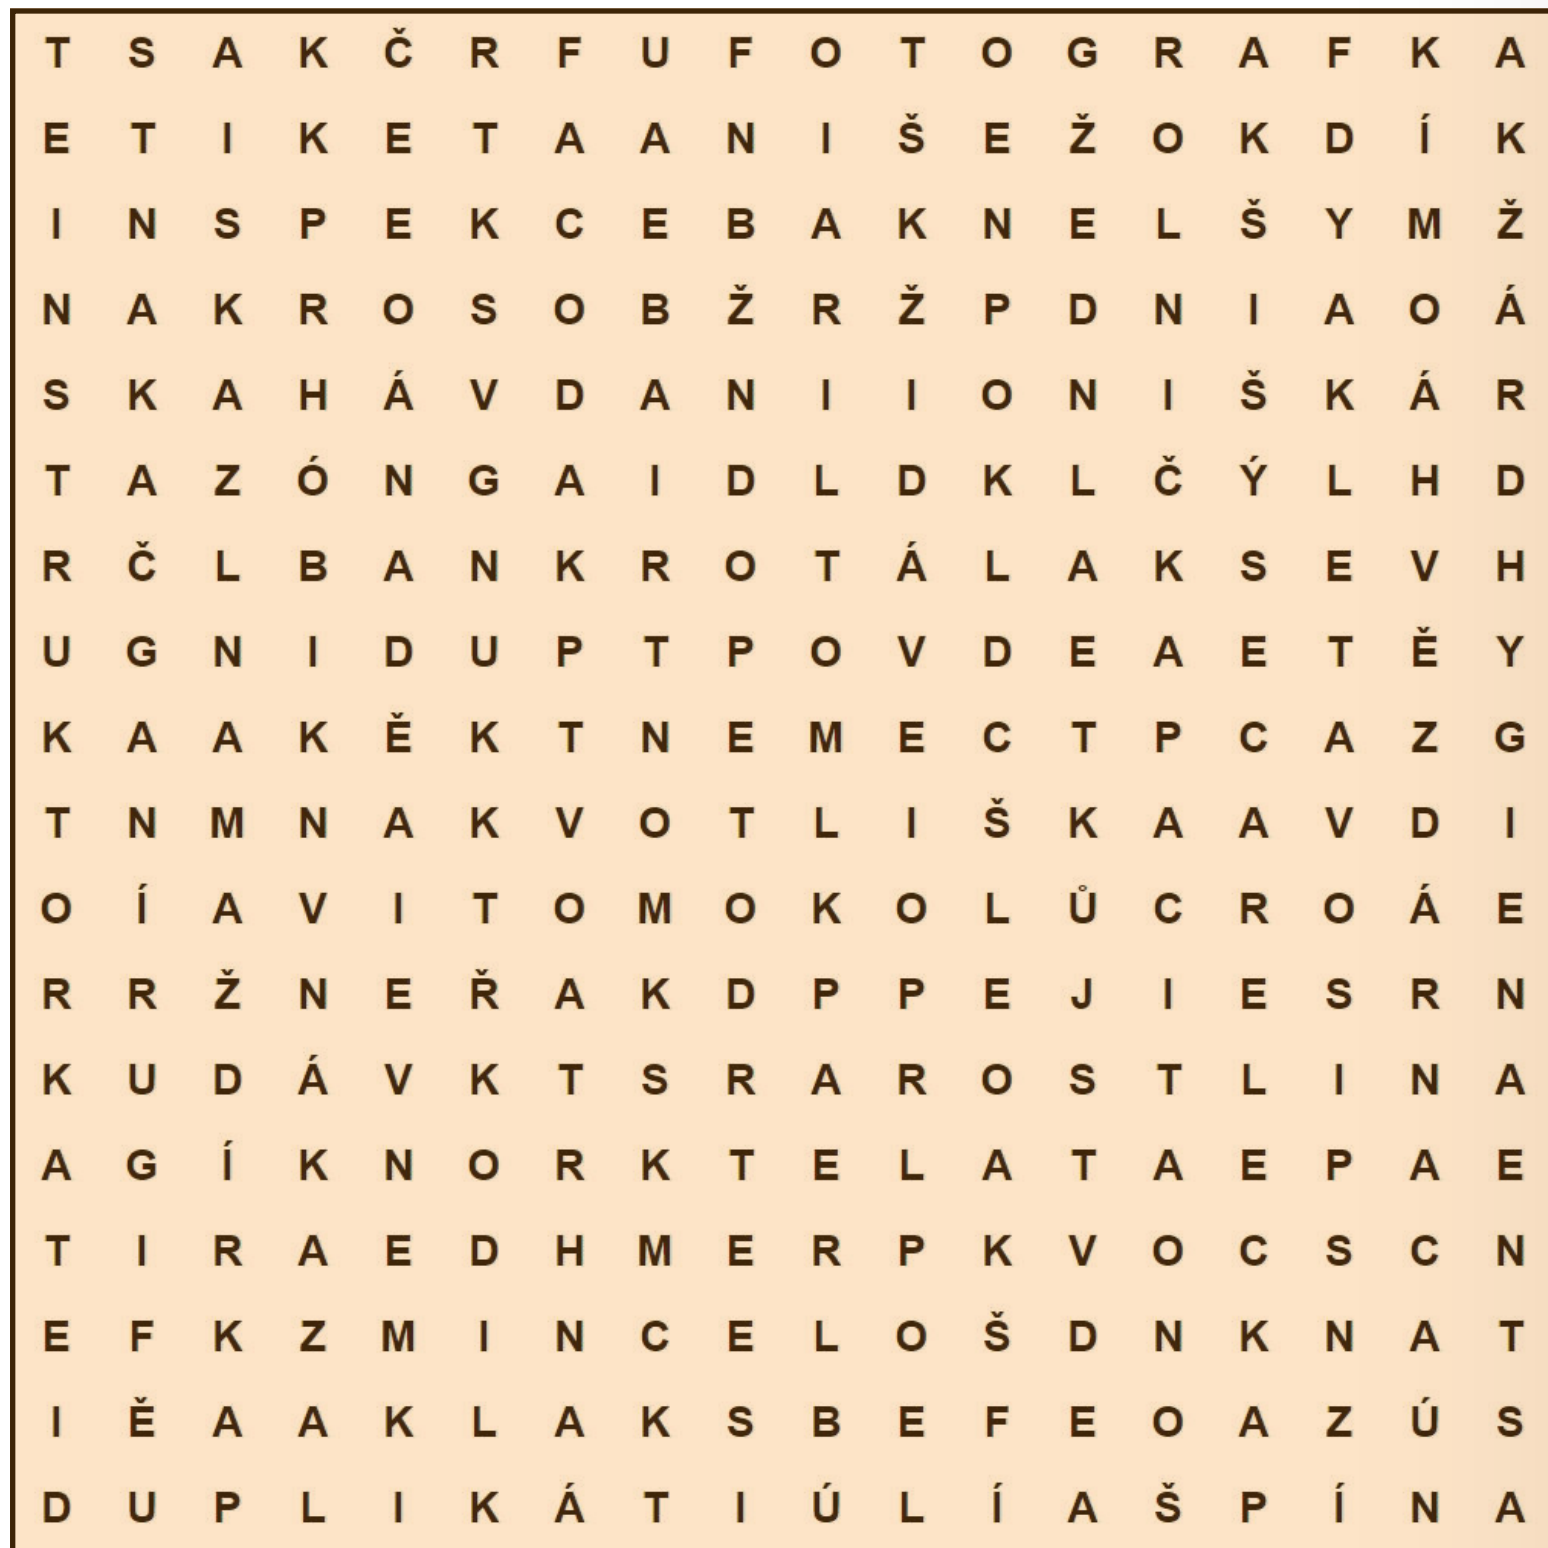 T S A K Č R F U F O T O G R A F K A
E T I K E T A A N I Š E Ž O K D Í K
I N S P E K C E B A K N E L Š Y M Ž
N A K R O S O B Ž R Ž P D N I A O Á
S K A H Á V D A N I I O N I Š K Á R
T A Z Ó N G A I D L D K L Č Ý L H D
R Č L B A N K R O T Á L A K S E V H
U G N I D U P T P O V D E A E T Ě Y
K A A K Ě K T N E M E C T P C A Z G
T N M N A K V O T L I Š K A A V D I
O Í A V I T O M O K O L Ů C R O Á E
R R Ž N E Ř A K D P P E J I E S R N
K U D Á V K T S R A R O S T L I N A
A G Í K N O R K T E L A T A E P A E
T I R A E D H M E R P K V O C S C N
E F K Z M I N C E L O Š D N K N A T
I Ě A A K L A K S B E F E O A Z Ú S
D U P L I K Á T I Ú L Í A Š P Í N A